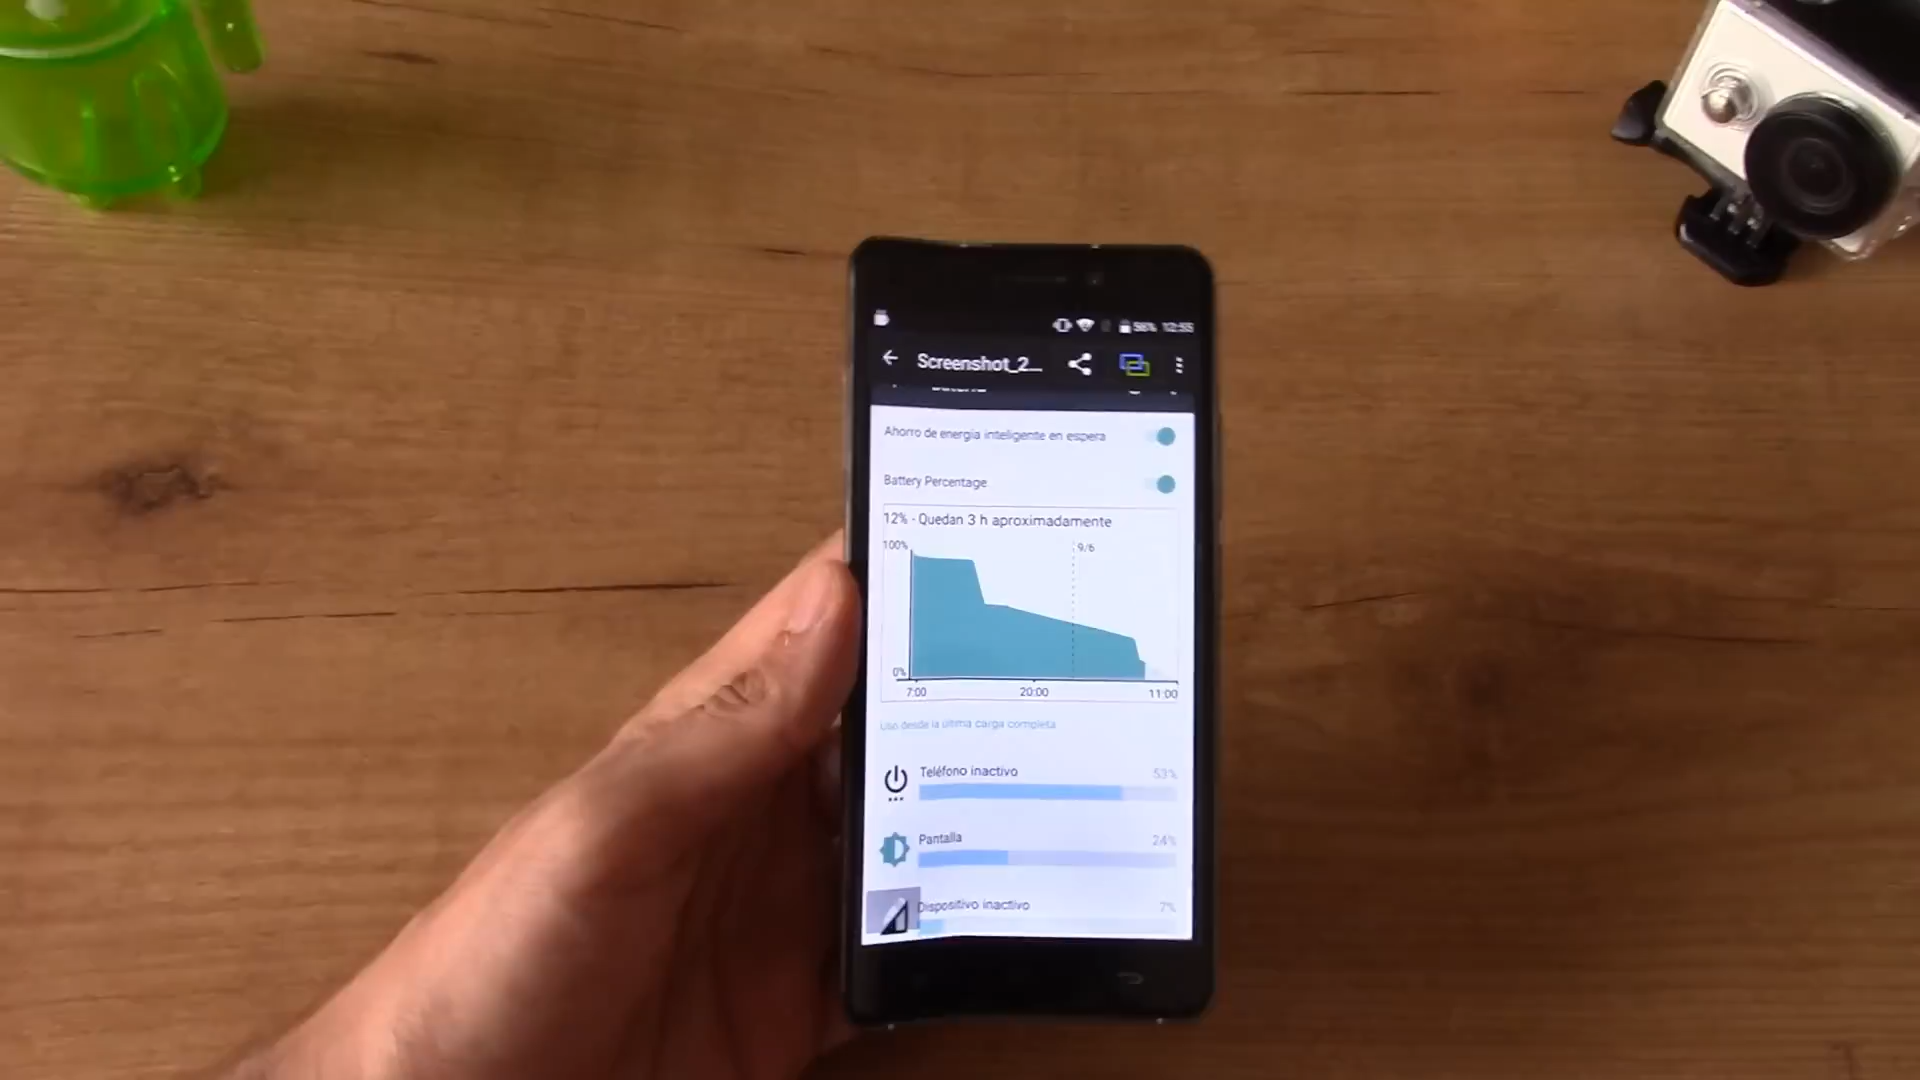 56% 12:55
Screenshot_2...
Ahorro de energía inteligente en espera
Battery Percentage
12% - Quedan 3 h aproximadamente
100%
9/6
0%
7:00 20:00 11:00
Uso desde la última carga completa
Teléfono inactivo 53%
Pantalla 24%
Dispositivo inactivo 7%